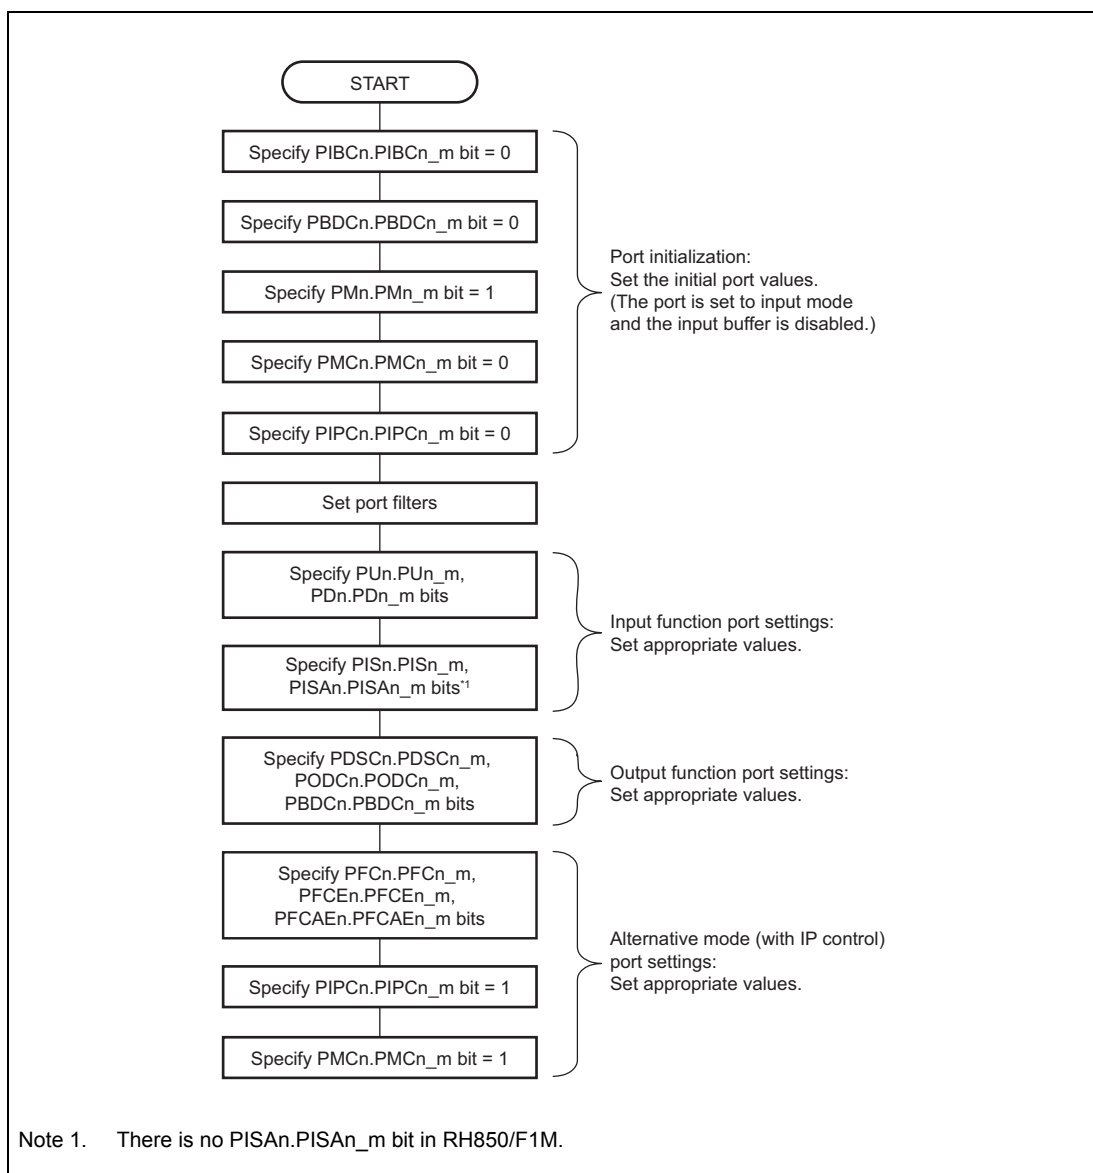 START
Specify PIBCn.PIBCn_m bit = 0
Specify PBDCn.PBDCn_m bit = 0
Specify PMn.PMn_m bit = 1
Specify PMCn.PMCn_m bit = 0
Specify PIPCn.PIPCn_m bit = 0
Port initialization:
Set the initial port values.
(The port is set to input mode
and the input buffer is disabled.)
Set port filters
Specify PUn.PUn_m,
PDn.PDn_m bits
Specify PISn.PISn_m,
PISAn.PISAn_m bits*1
Input function port settings:
Set appropriate values.
Specify PDSCn.PDSCn_m,
PODCn.PODCn_m,
PBDCn.PBDCn_m bits
Output function port settings:
Set appropriate values.
Specify PFCn.PFCn_m,
PFCEn.PFCEn_m,
PFCAEn.PFCAEn_m bits
Specify PIPCn.PIPCn_m bit = 1
Specify PMCn.PMCn_m bit = 1
Alternative mode (with IP control)
port settings:
Set appropriate values.
Note 1. There is no PISAn.PISAn_m bit in RH850/F1M.